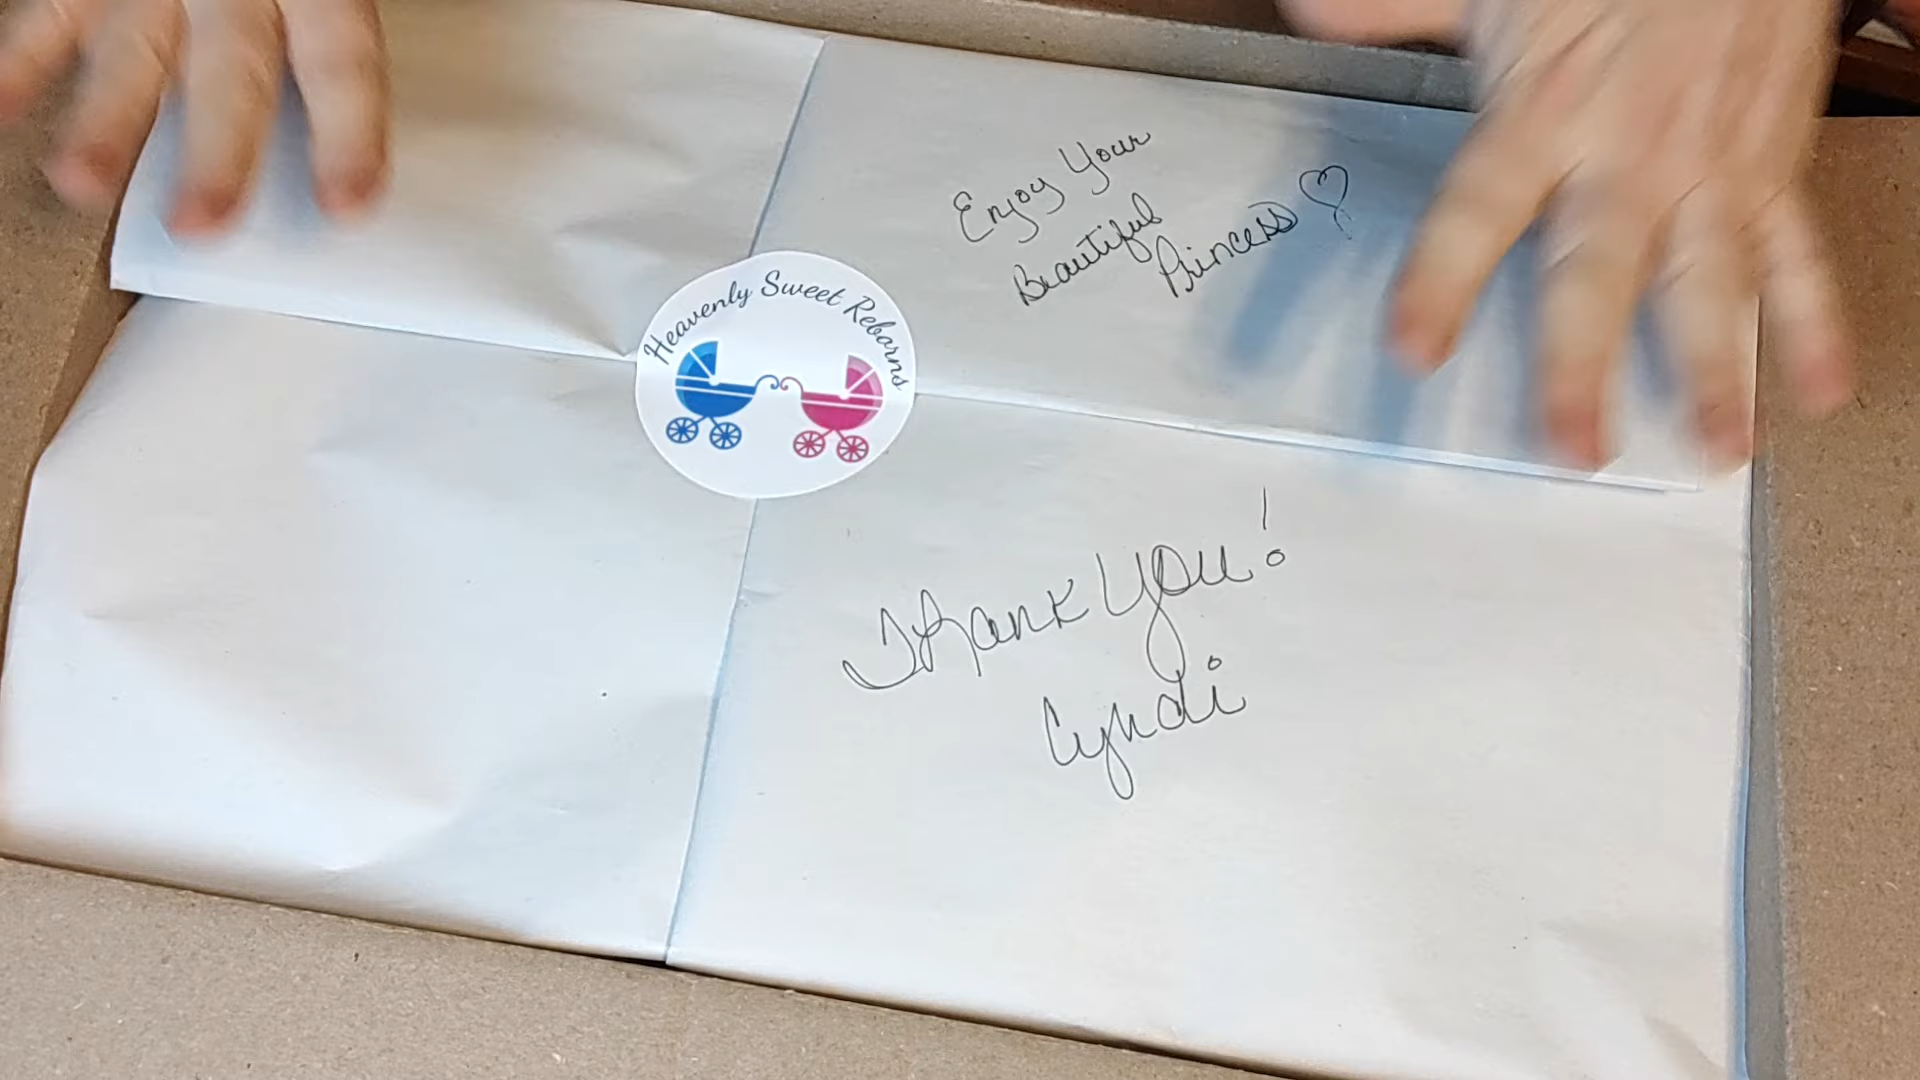 Enjoy Your
Beautiful
Princess
Heavenly Sweet Reborns
Thank You!
Cyndi